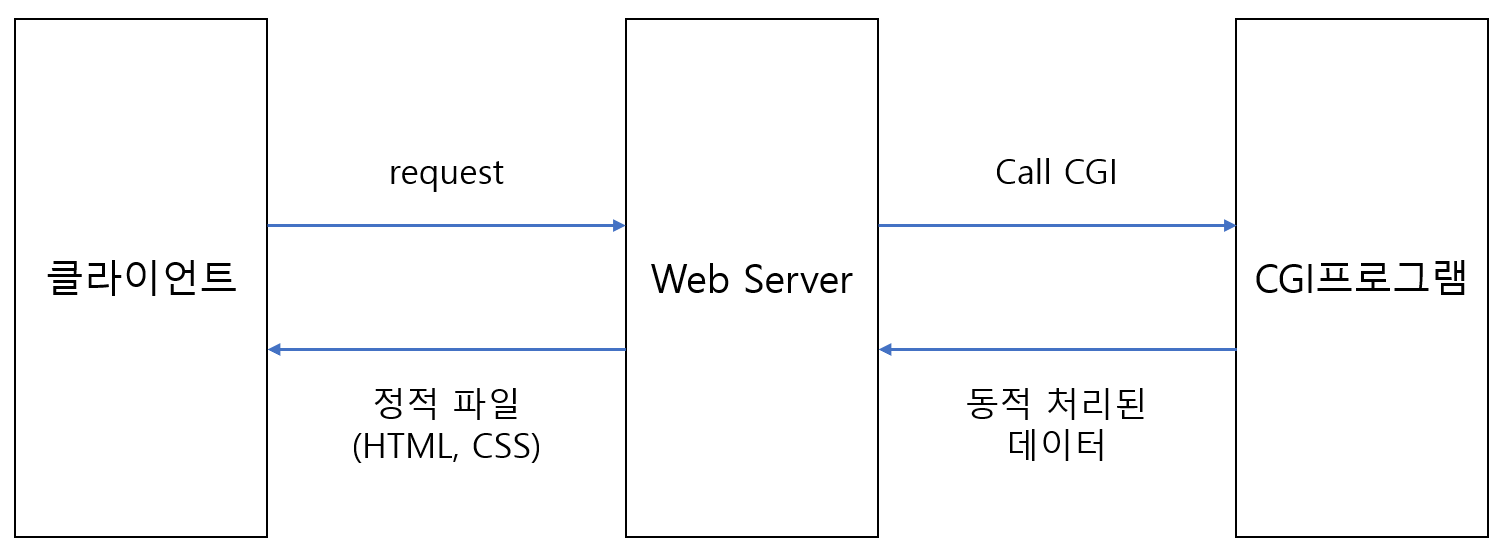 request
Call CGI
클라이언트
Web Server
CGI프로그램
정적 파일
(HTML, CSS)
동적 처리된
데이터